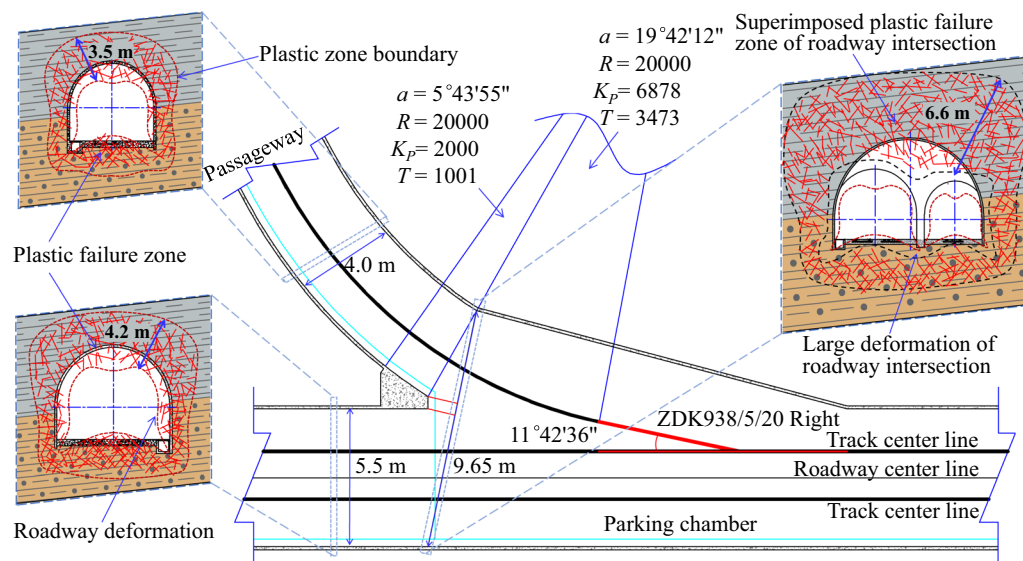 3.5 m
Plastic zone boundary
a = 5°43'55"
R = 20000
K_P = 2000
T = 1001
a = 19°42'12"
R = 20000
K_P = 6878
T = 3473
Superimposed plastic failure
zone of roadway intersection
6.6 m
Passageway
Plastic failure zone
4.0 m
4.2 m
Large deformation of
roadway intersection
11°42'36"
ZDK938/5/20 Right
Track center line
5.5 m
9.65 m
Roadway center line
Track center line
Roadway deformation
Parking chamber